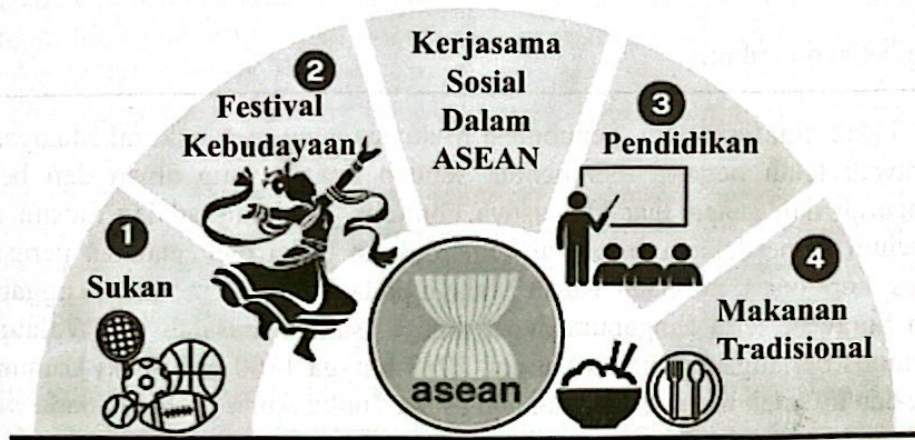 Kerjasama
Sosial
Dalam
ASEAN
1
Sukan
2
Festival
Kebudayaan
3
Pendidikan
4
Makanan
Tradisional
asean